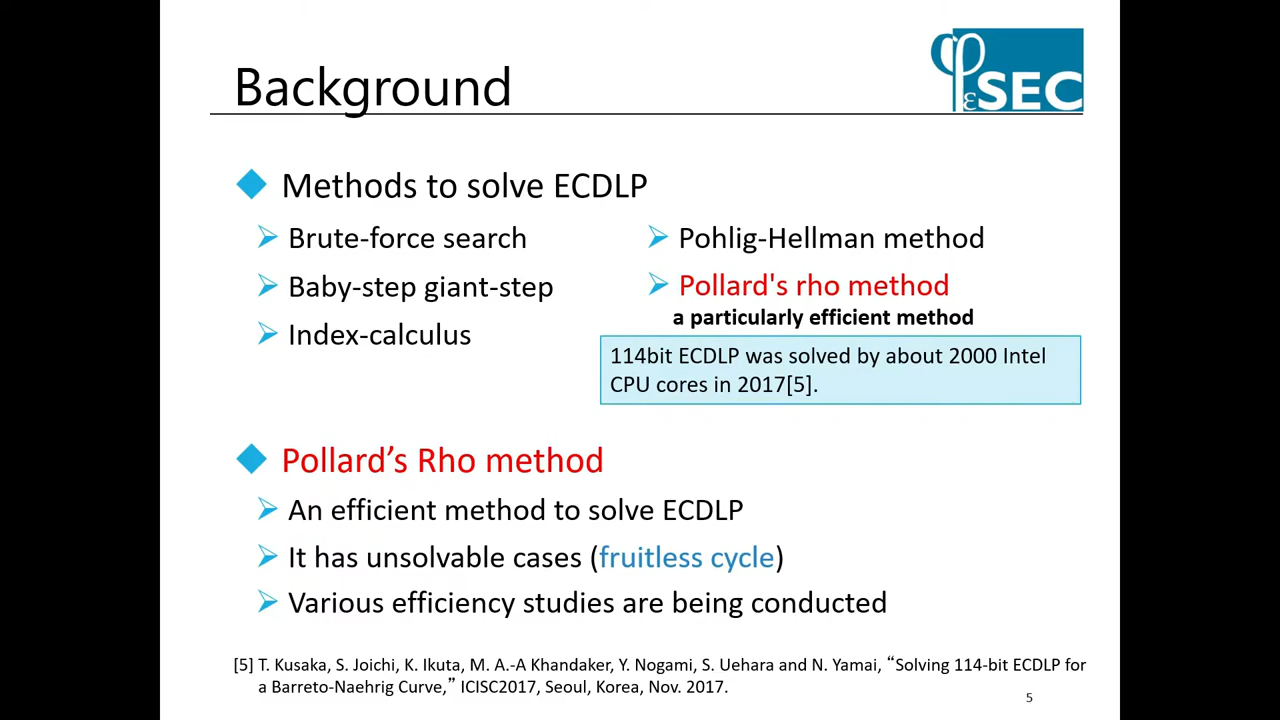 Background
φεSEC
Methods to solve ECDLP
Brute-force search
Baby-step giant-step
Index-calculus
Pohlig-Hellman method
Pollard's rho method
a particularly efficient method
114bit ECDLP was solved by about 2000 Intel
CPU cores in 2017[5].
Pollard’s Rho method
An efficient method to solve ECDLP
It has unsolvable cases (fruitless cycle)
Various efficiency studies are being conducted
[5] T. Kusaka, S. Joichi, K. Ikuta, M. A.-A Khandaker, Y. Nogami, S. Uehara and N. Yamai, “Solving 114-bit ECDLP for
a Barreto-Naehrig Curve,” ICISC2017, Seoul, Korea, Nov. 2017.
5